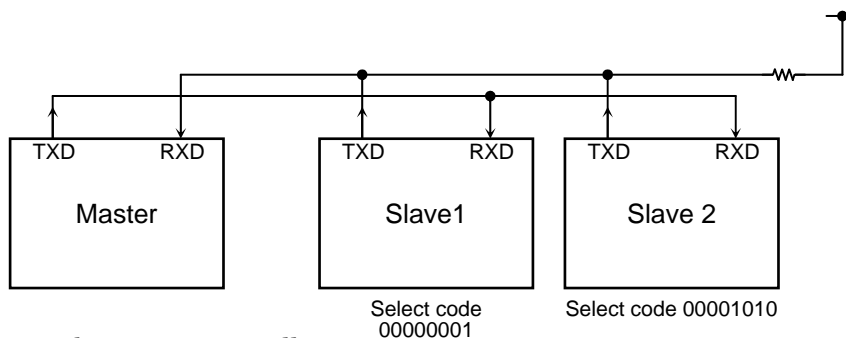 TXD RXD TXD RXD TXD RXD
Master Slave1 Slave 2
Select code
00000001
Select code 00001010